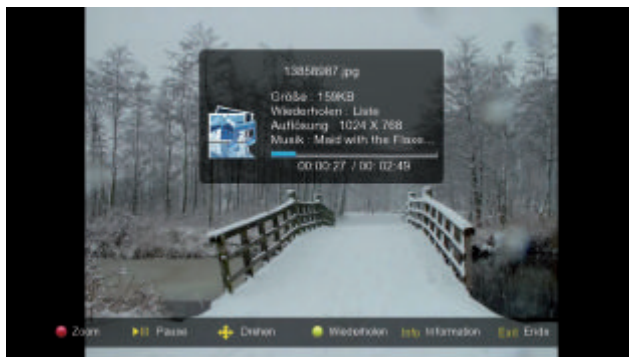 13858987.jpg
Größe : 159KB
Wiederholen : Liste
Auflösung : 1024 X 768
Musik : Maid with the Flaxe...
00:00:27 / 00: 02:49
Zoom Pause Drehen Wiederholen Info Information Exit Ende